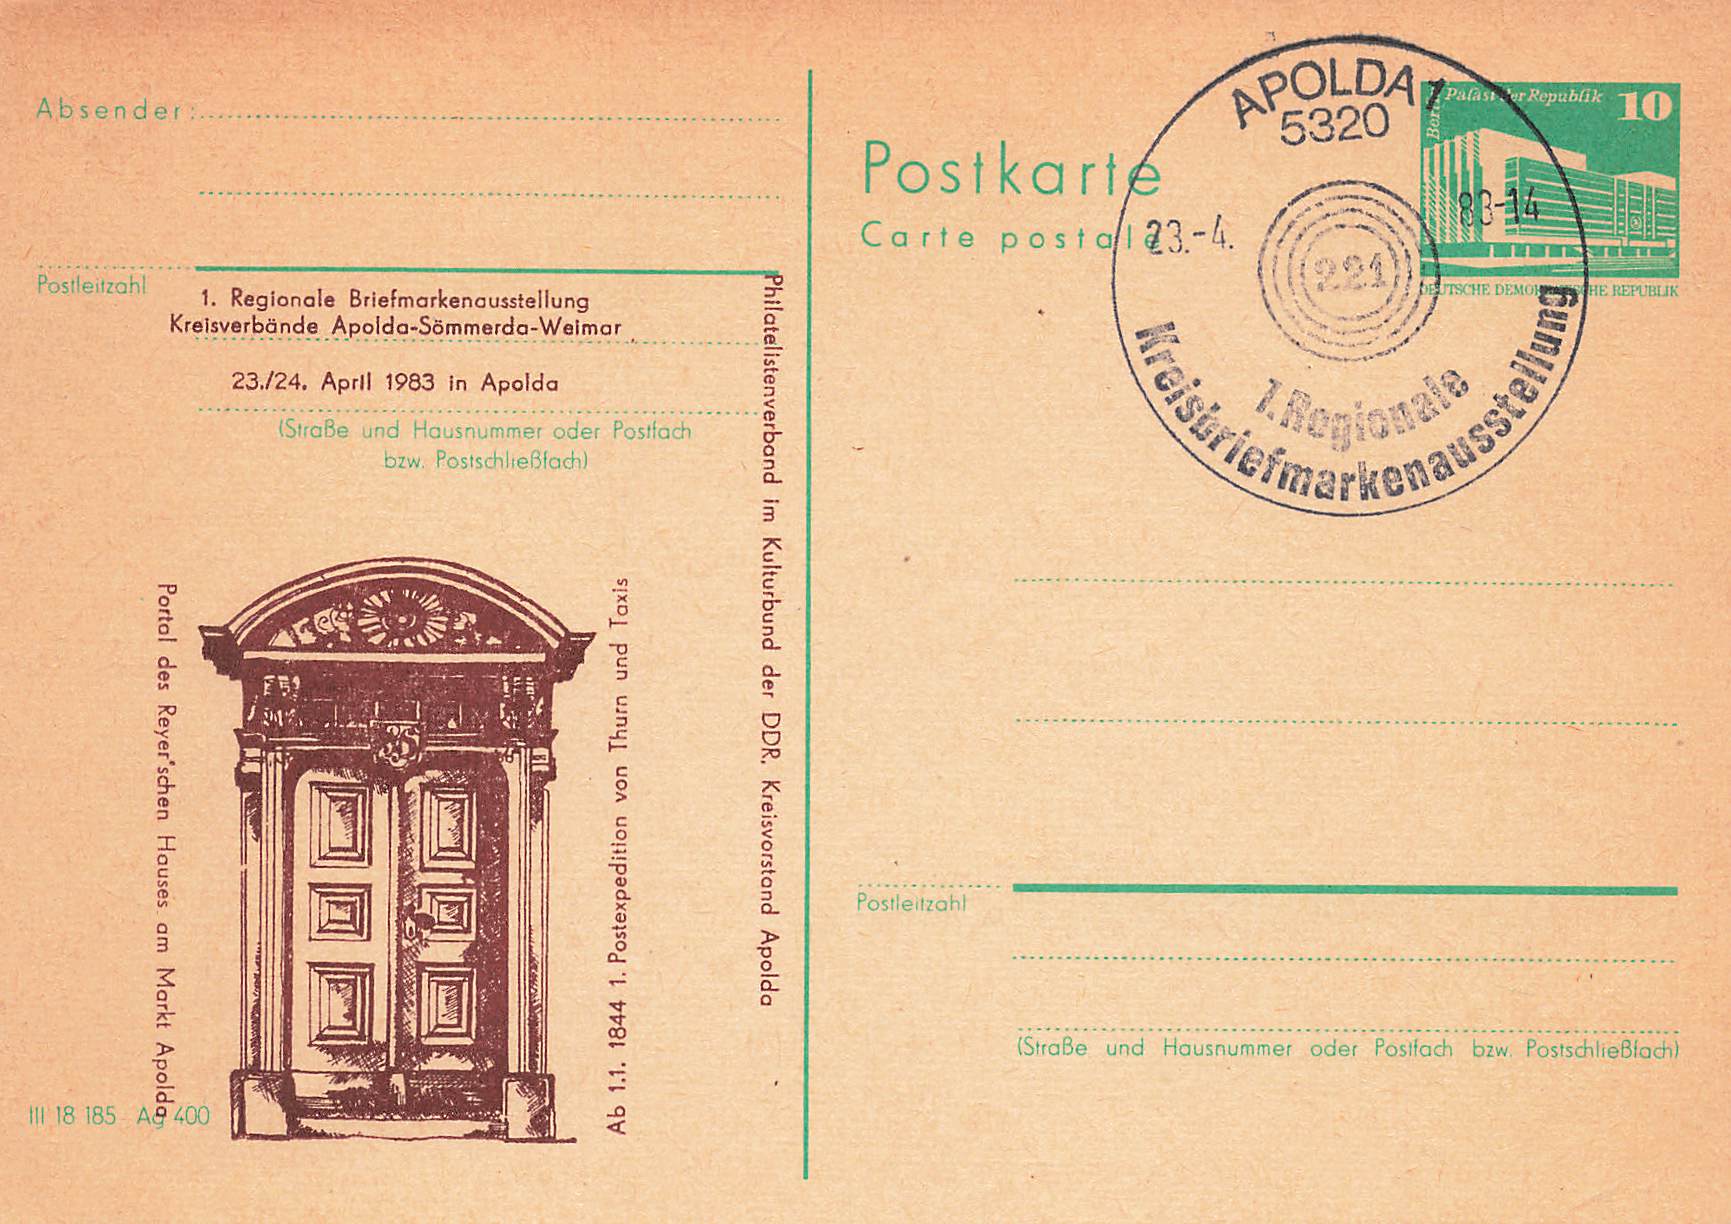 Absender:
Postleitzahl
1. Regionale Briefmarkenausstellung
Kreisverbände Apolda-Sömmerda-Weimar
23./24. April 1983 in Apolda
(Straße und Hausnummer oder Postfach
bzw. Postschließfach)
Philatelistenverband im Kulturbund der DDR. Kreisvorstand Apolda
Portal des Reyer'schen Hauses am Markt Apolda
Ab 1.1. 1844 1. Postexpedition von Thurn und Taxis
III 18 185 Ag 400
Postkarte
Carte postale
APOLDA 1
5320
23.-4. 83-14
221
1. Regionale
Kreisbriefmarkenausstellung
Berlin
Palast der Republik
10
DEUTSCHE DEMOKRATISCHE REPUBLIK
Postleitzahl
(Straße und Hausnummer oder Postfach bzw. Postschließfach)